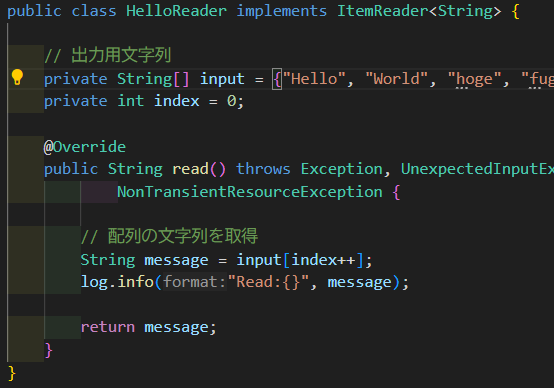 public class HelloReader implements ItemReader<String> {
// 出力用文字列
private String[] input = {"Hello", "World", "hoge", "fug
private int index = 0;
@Override
public String read() throws Exception, UnexpectedInputEx
NonTransientResourceException {
// 配列の文字列を取得
String message = input[index++];
log.info(format:"Read:{}", message);
return message;
}
}